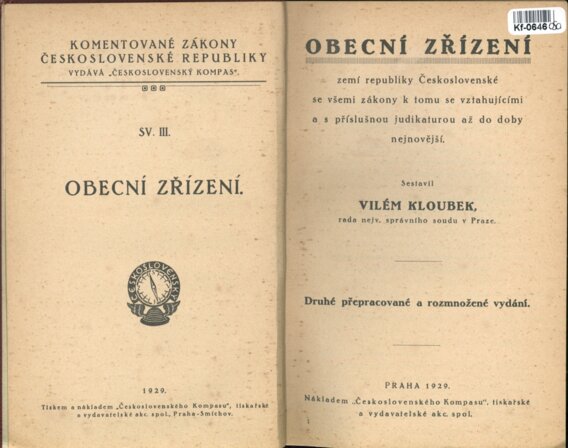 KOMENTOVANÉ ZÁKONY
ČESKOSLOVENSKÉ REPUBLIKY
VYDÁVÁ „ČESKOSLOVENSKÝ KOMPAS“.
SV. III.
OBECNÍ ZŘÍZENÍ.
ČESKOSLOVENSKÝ
1929.
Tiskem a nákladem „Československého Kompasu“, tiskařské
a vydavatelské akc. spol., Praha-Smíchov.
Kf-0646
OBECNÍ ZŘÍZENÍ
zemí republiky Československé
se všemi zákony k tomu se vztahujícími
a s příslušnou judikaturou až do doby
nejnovější.
Sestavil
VILÉM KLOUBEK,
rada nejv. správního soudu v Praze.
Druhé přepracované a rozmnožené vydání.
PRAHA 1929.
Nákladem „Československého Kompasu“, tiskařské
a vydavatelské akc. spol.